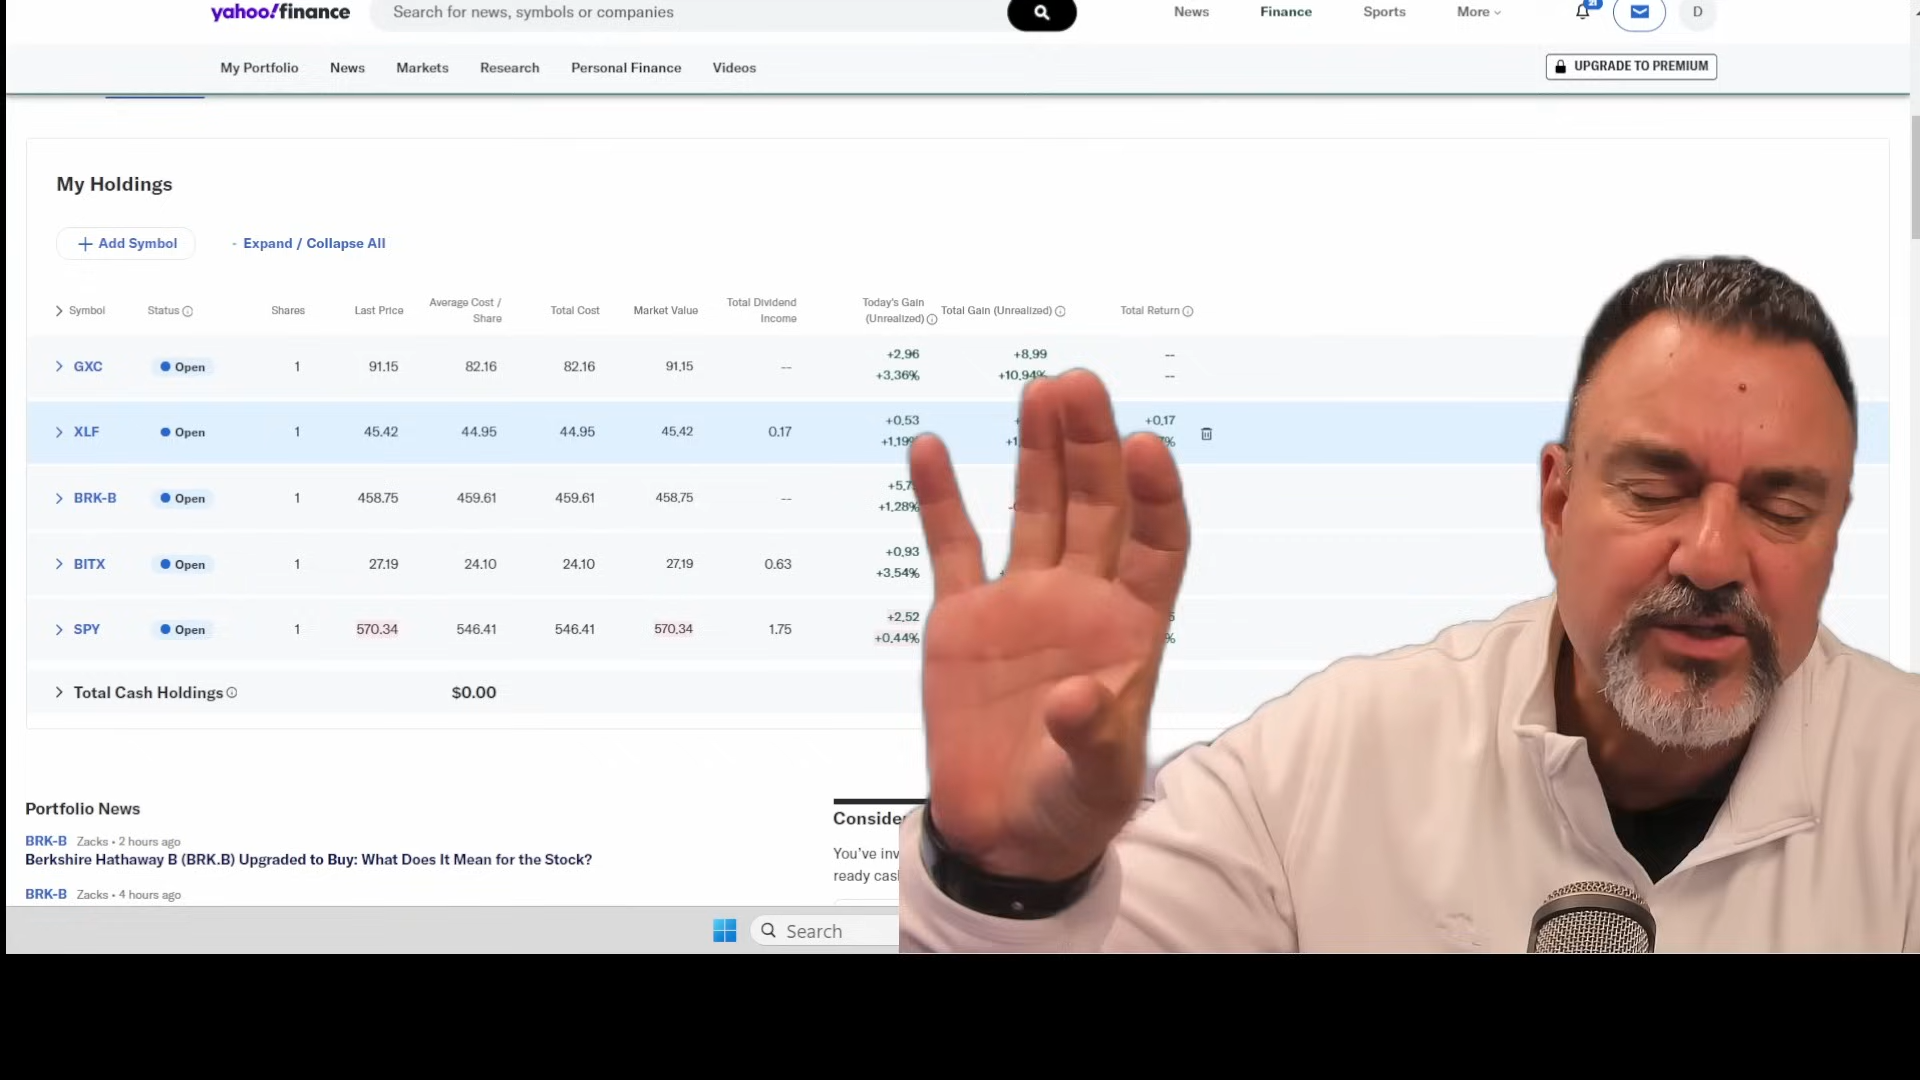 yahoo!finance
Search for news, symbols or companies
News Finance Sports More
21
D
My Portfolio News Markets Research Personal Finance Videos
UPGRADE TO PREMIUM
My Holdings
+ Add Symbol
- Expand / Collapse All
Symbol Status Shares Last Price Average Cost / Share Total Cost Market Value Total Dividend Income Today's Gain (Unrealized) Total Gain (Unrealized) Total Return
GXC Open 1 91.15 82.16 82.16 91.15 -- +2.96 +8.99 --
+3.36% +10.94% --
XLF Open 1 45.42 44.95 44.95 45.42 0.17 +0.53 +0.17
+1.19%
BRK-B Open 1 458.75 459.61 459.61 458.75 --
+1.28%
BITX Open 1 27.19 24.10 24.10 27.19 0.63 +0.93
+3.54%
SPY Open 1 570.34 546.41 546.41 570.34 1.75 +2.52
+0.44%
Total Cash Holdings $0.00
Portfolio News
BRK-B Zacks • 2 hours ago
Berkshire Hathaway B (BRK.B) Upgraded to Buy: What Does It Mean for the Stock?
BRK-B Zacks • 4 hours ago
You've
ready
Search